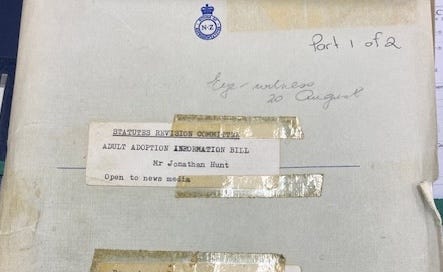 N·Z
Part 1 of 2
Eye-witness
20 August
STATUTES REVISION COMMITTEE
ADULT ADOPTION INFORMATION BILL
Mr Jonathan Hunt
Open to news media